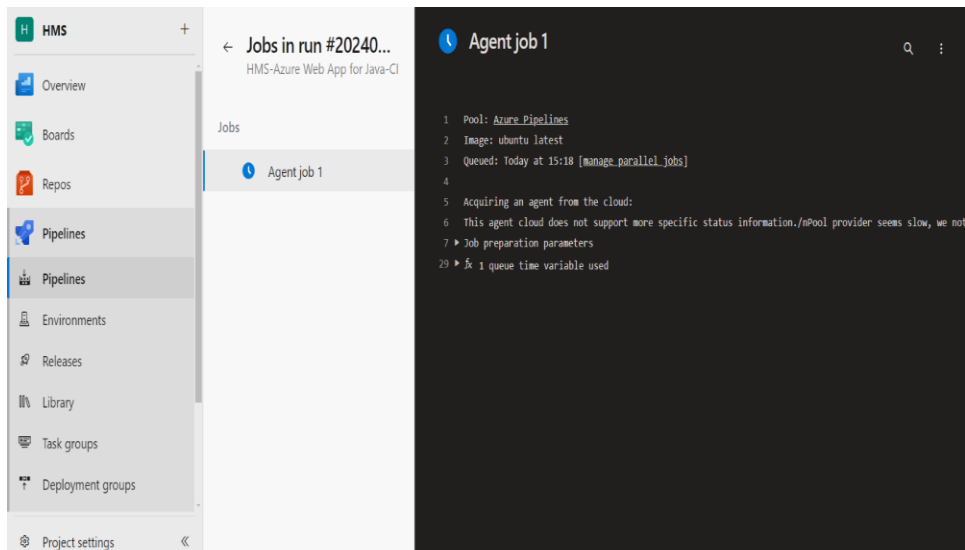 H HMS +
Overview
Boards
Repos
Pipelines
Pipelines
Environments
Releases
Library
Task groups
Deployment groups
Project settings «
← Jobs in run #20240...
HMS-Azure Web App for Java-CI
Jobs
Agent job 1
Agent job 1
1 Pool: Azure Pipelines
2 Image: ubuntu latest
3 Queued: Today at 15:18 [manage parallel jobs]
4
5 Acquiring an agent from the cloud:
6 This agent cloud does not support more specific status information./nPool provider seems slow, we not
7 Job preparation parameters
29 fx 1 queue time variable used